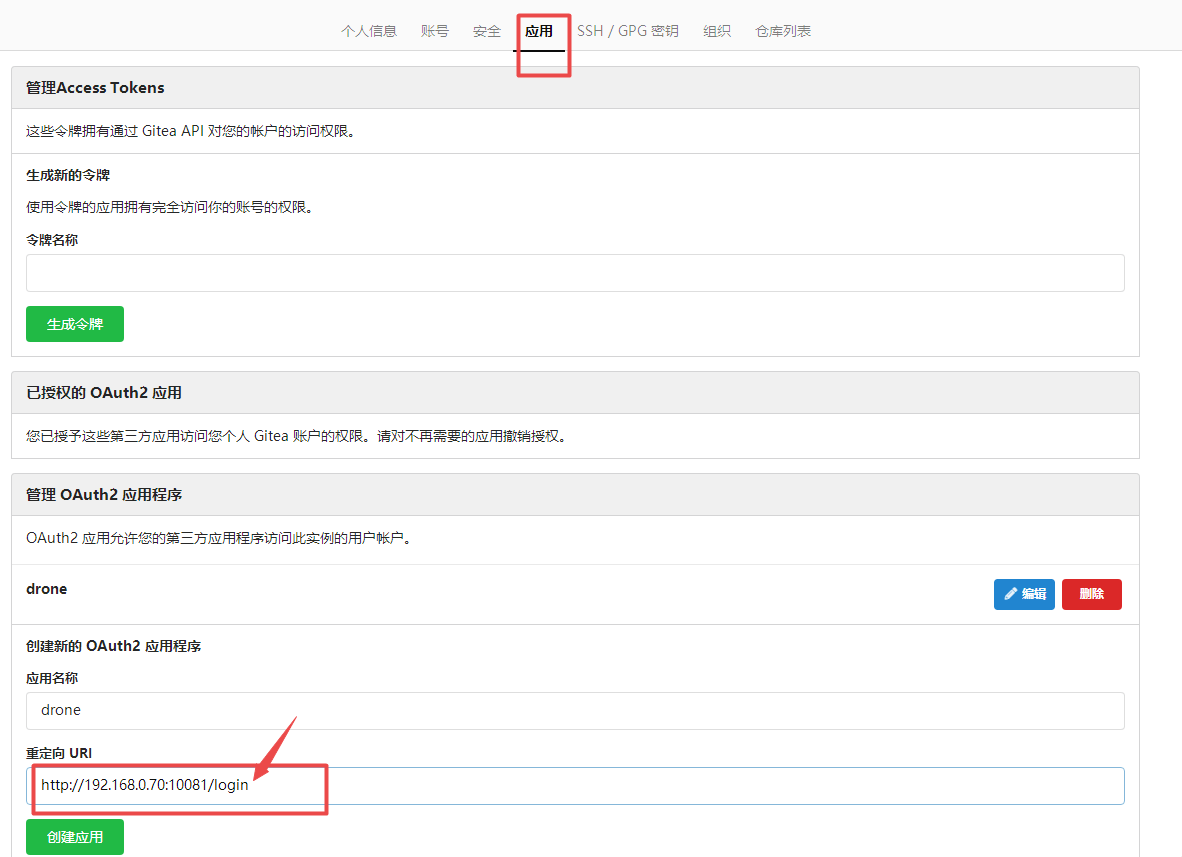 个人信息 账号 安全 应用 SSH / GPG 密钥 组织 仓库列表
管理Access Tokens
这些令牌拥有通过 Gitea API 对您的帐户的访问权限。
生成新的令牌
使用令牌的应用拥有完全访问你的账号的权限。
令牌名称
生成令牌
已授权的 OAuth2 应用
您已授予这些第三方应用访问您个人 Gitea 账户的权限。请对不再需要的应用撤销授权。
管理 OAuth2 应用程序
OAuth2 应用允许您的第三方应用程序访问此实例的用户帐户。
drone 编辑 删除
创建新的 OAuth2 应用程序
应用名称
drone
重定向 URI
http://192.168.0.70:10081/login
创建应用